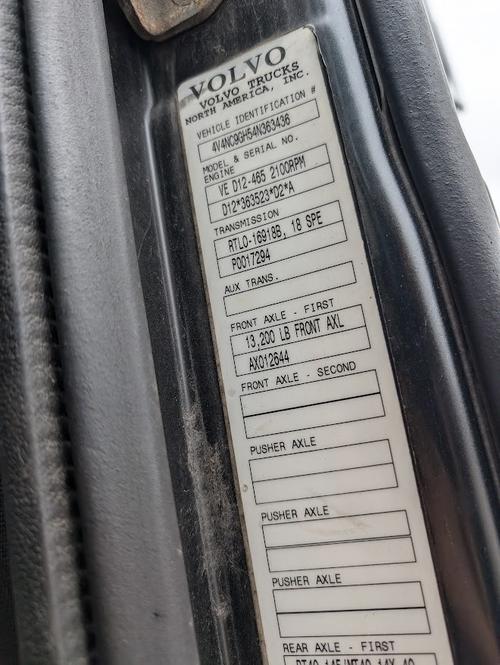 VOLVO
VOLVO TRUCKS
NORTH AMERICA, INC.
VEHICLE IDENTIFICATION #
4V4NC9GH54N363436
MODEL & SERIAL NO.
ENGINE
VE D12-465 2100RPM
D12*363523*D2*A
TRANSMISSION
RTLO-16918B, 18 SPE
P0017294
AUX TRANS.
FRONT AXLE - FIRST
13,200 LB FRONT AXL
AX012644
FRONT AXLE - SECOND
PUSHER AXLE
PUSHER AXLE
PUSHER AXLE
REAR AXLE - FIRST